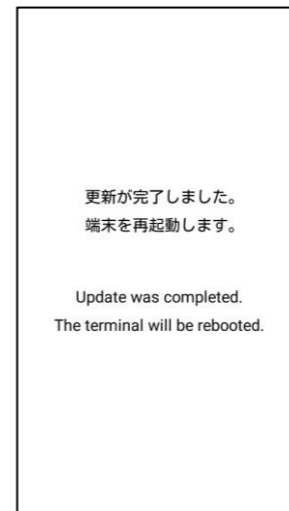 更新が完了しました。
端末を再起動します。
Update was completed.
The terminal will be rebooted.